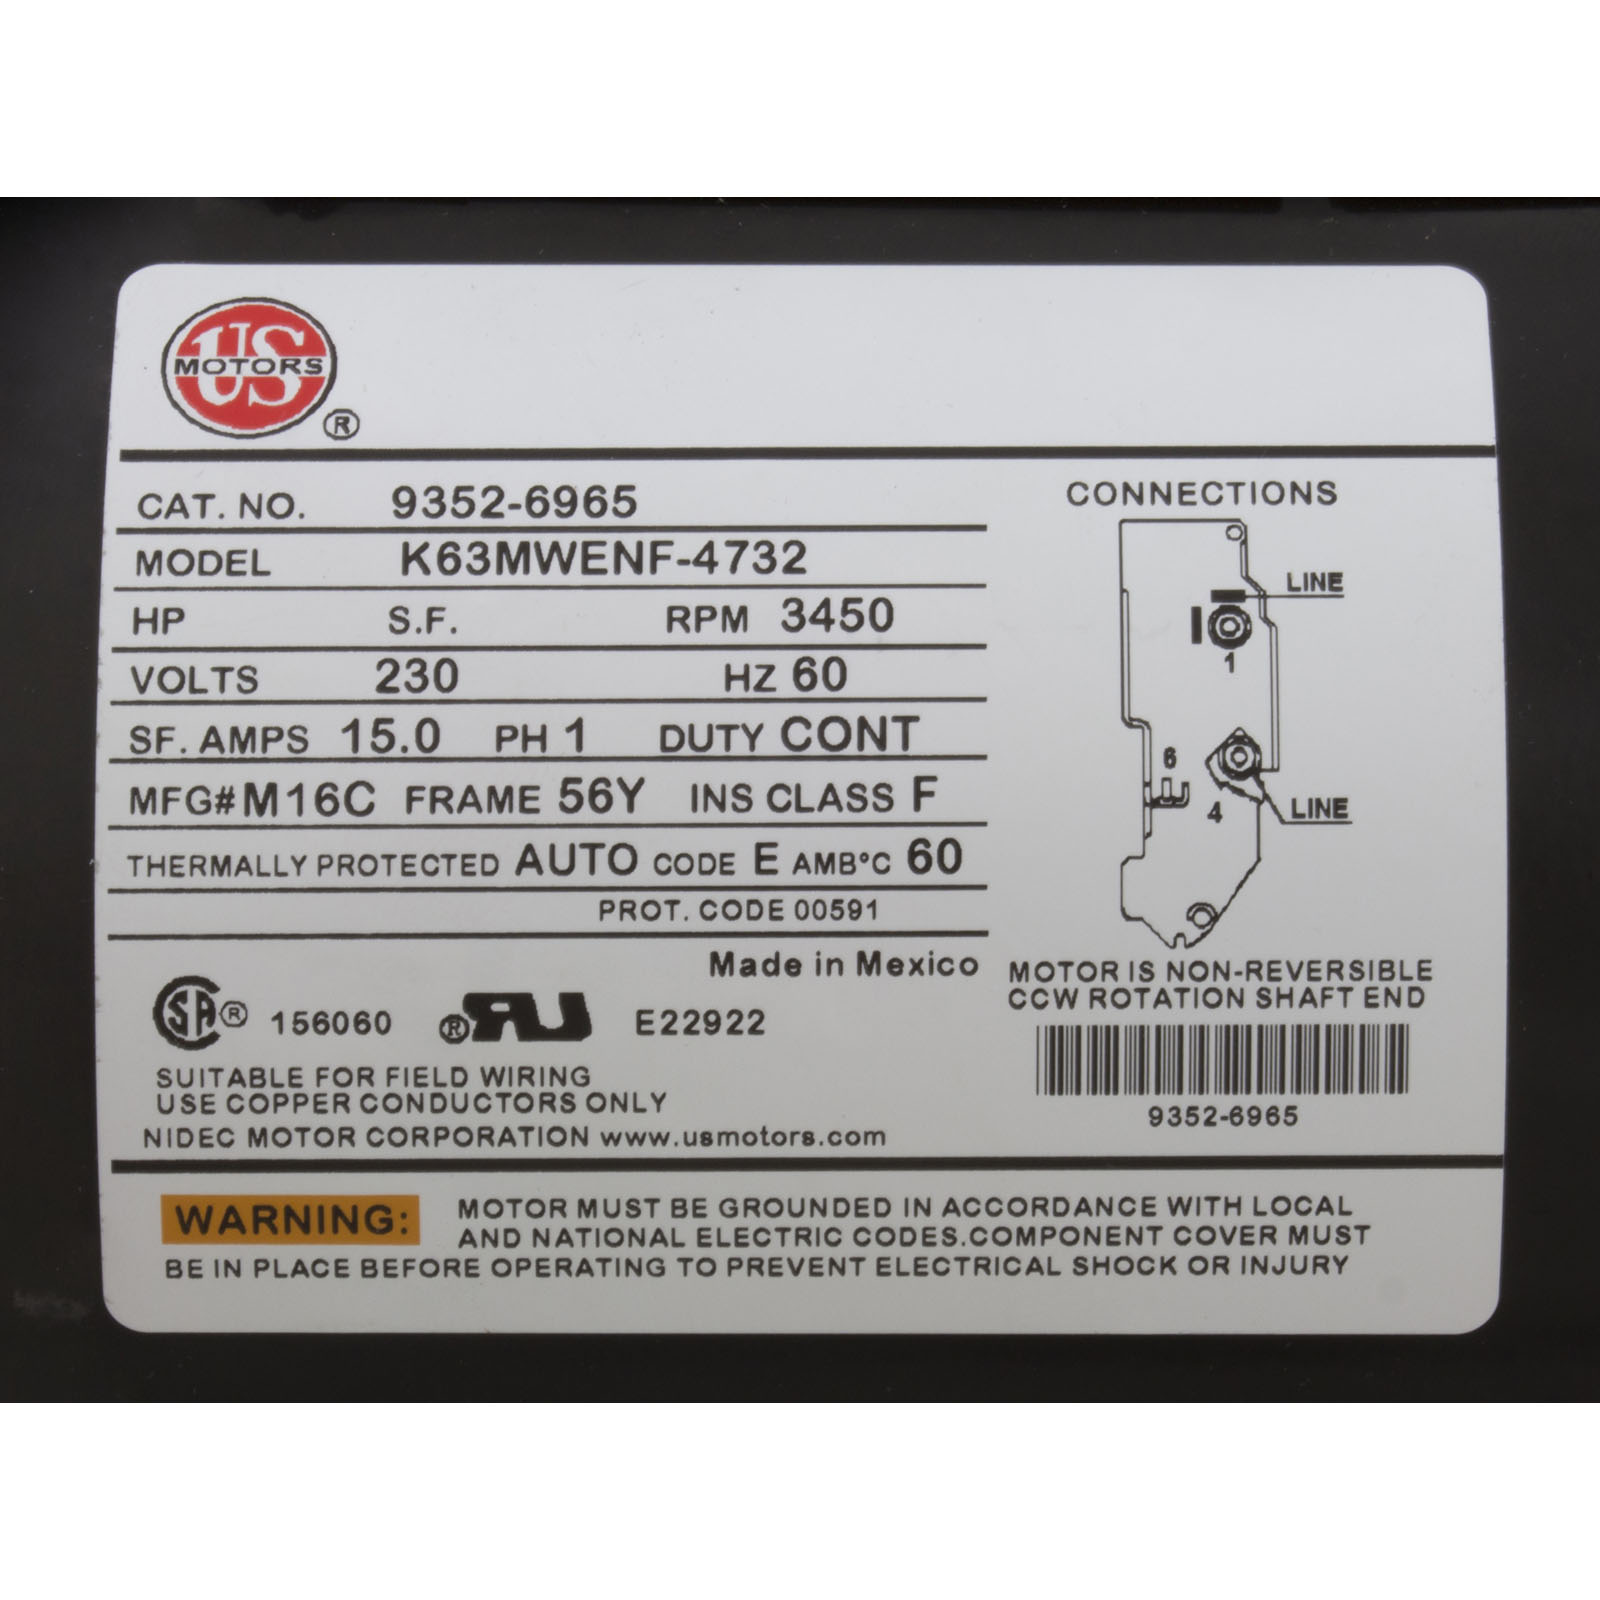 US
MOTORS
®
CAT. NO. 9352-6965
MODEL K63MWENF-4732
HP S.F. RPM 3450
VOLTS 230 HZ 60
SF. AMPS 15.0 PH 1 DUTY CONT
MFG# M16C FRAME 56Y INS CLASS F
THERMALLY PROTECTED AUTO CODE E AMB°C 60
PROT. CODE 00591
Made in Mexico
SA ® 156060 ® RU E22922
SUITABLE FOR FIELD WIRING
USE COPPER CONDUCTORS ONLY
NIDEC MOTOR CORPORATION www.usmotors.com
CONNECTIONS
LINE
1
6
4
LINE
MOTOR IS NON-REVERSIBLE
CCW ROTATION SHAFT END
9352-6965
WARNING: MOTOR MUST BE GROUNDED IN ACCORDANCE WITH LOCAL
AND NATIONAL ELECTRIC CODES.COMPONENT COVER MUST
BE IN PLACE BEFORE OPERATING TO PREVENT ELECTRICAL SHOCK OR INJURY